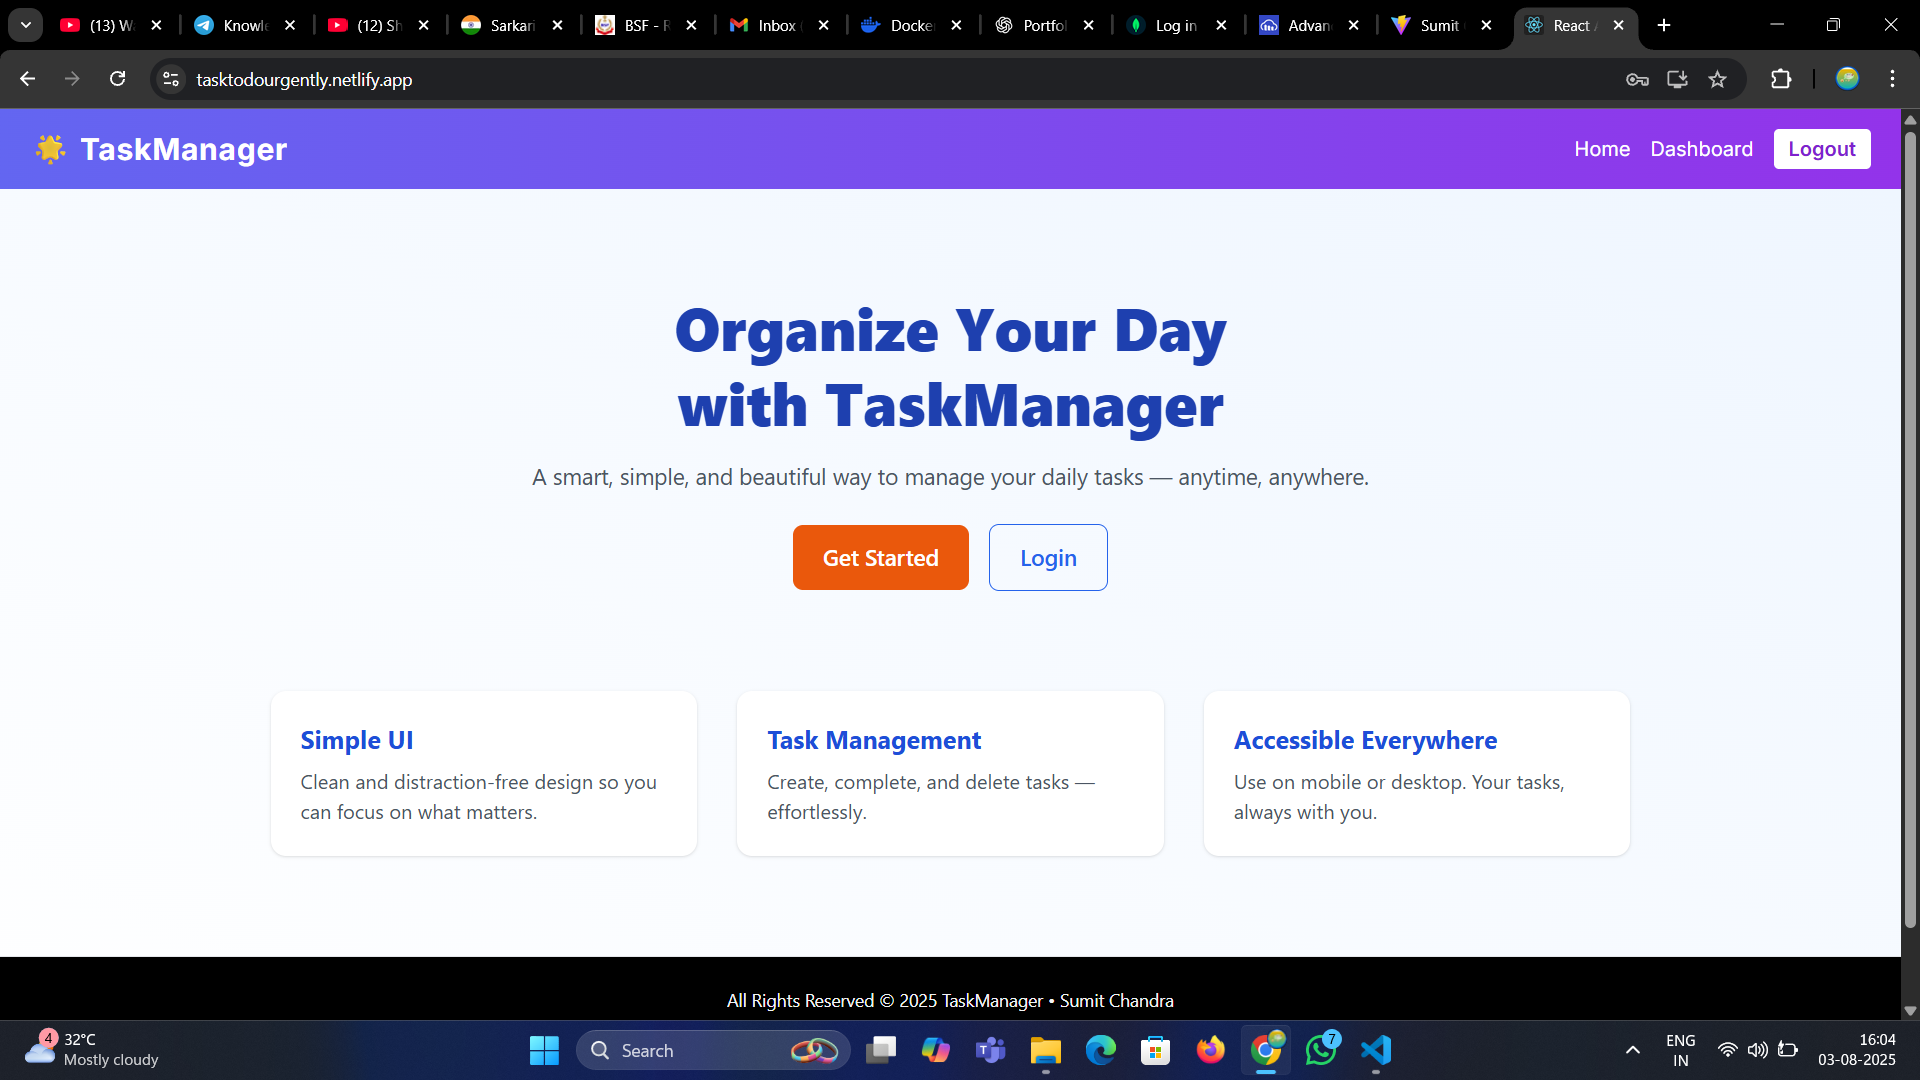 (13) W
Knowle
(12) Sh
Sarkari
BSF - R
Inbox
Docke
Portfol
Log in
Advan
Sumit
React
tasktodourgently.netlify.app
TaskManager
Home
Dashboard
Logout
Organize Your Day
with TaskManager
A smart, simple, and beautiful way to manage your daily tasks — anytime, anywhere.
Get Started
Login
Simple UI
Clean and distraction-free design so you
can focus on what matters.
Task Management
Create, complete, and delete tasks —
effortlessly.
Accessible Everywhere
Use on mobile or desktop. Your tasks,
always with you.
All Rights Reserved © 2025 TaskManager • Sumit Chandra
4
32°C
Mostly cloudy
Search
7
ENG
IN
16:04
03-08-2025